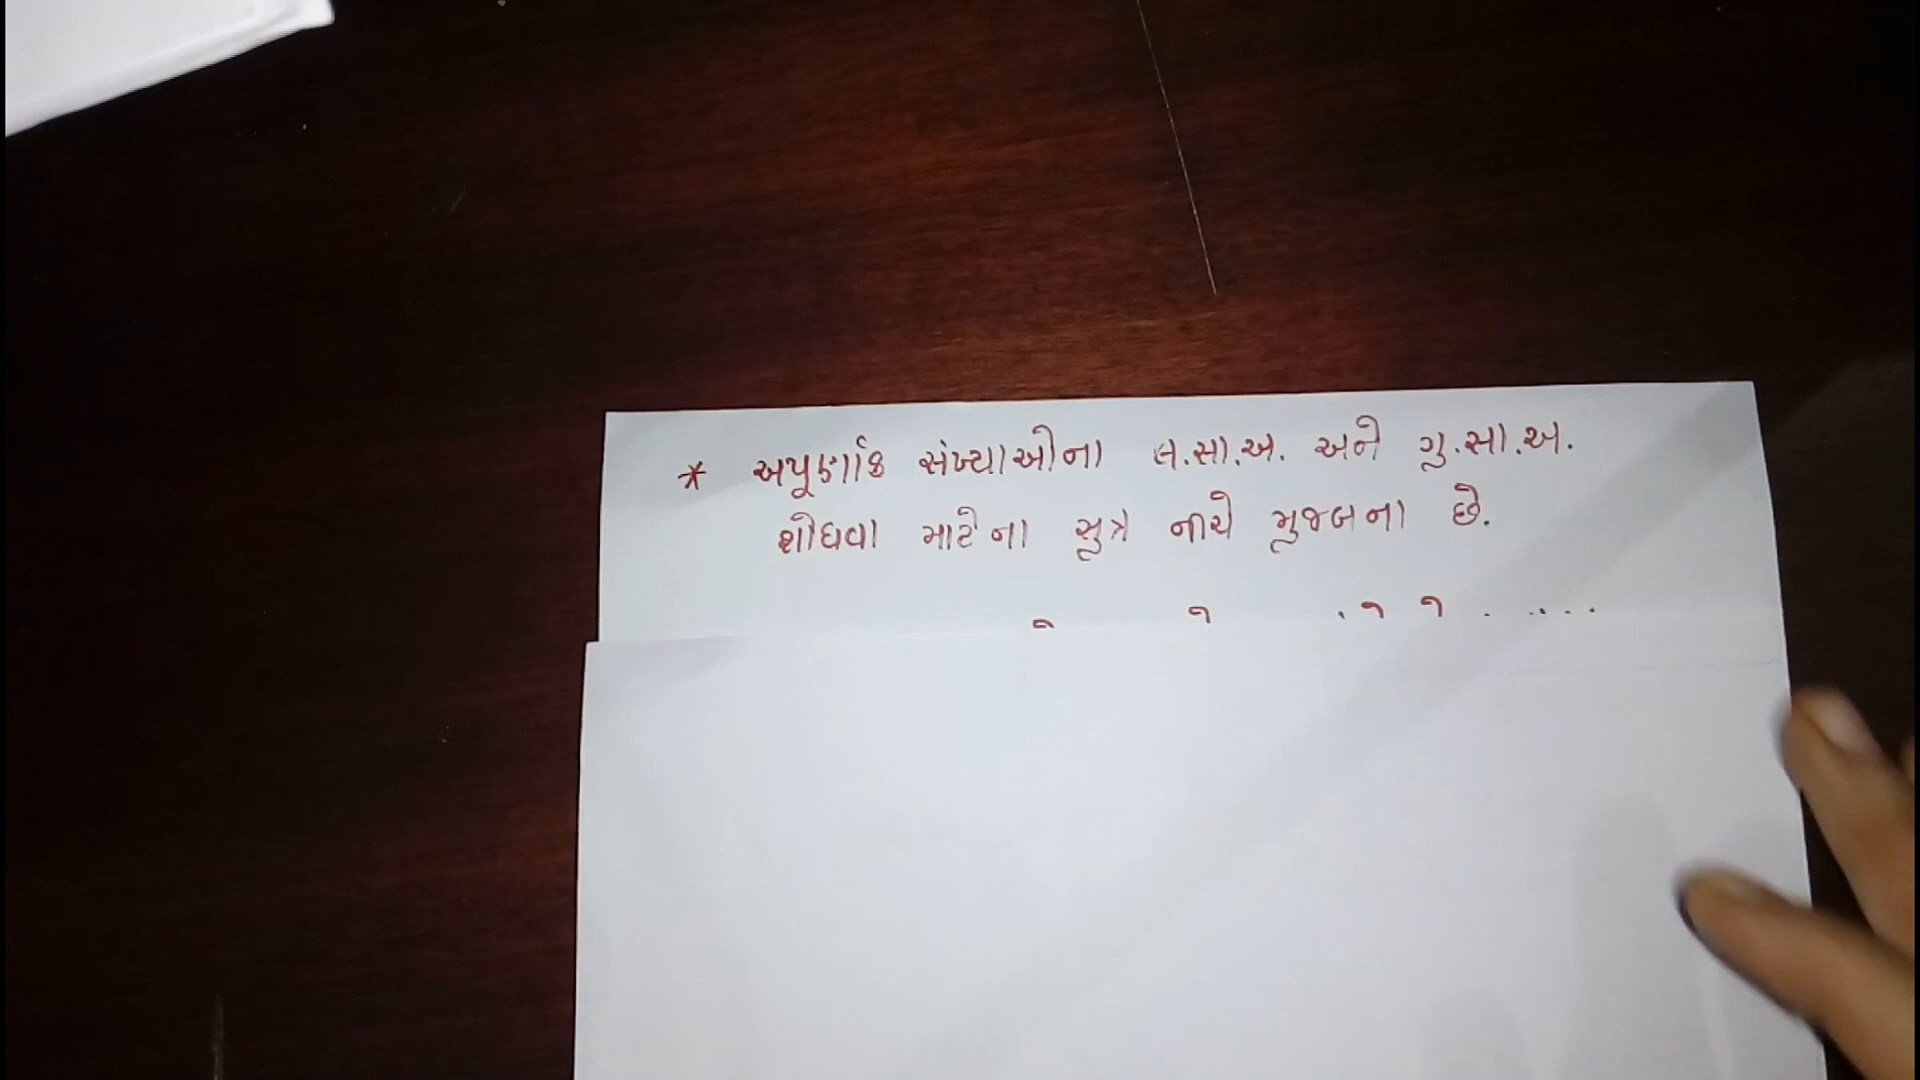 * અપૂર્ણાંક સંખ્યાઓના લ.સા.અ. અને ગુ.સા.અ.
શોધવા માટેના સુત્રો નીચે મુજબના છે.